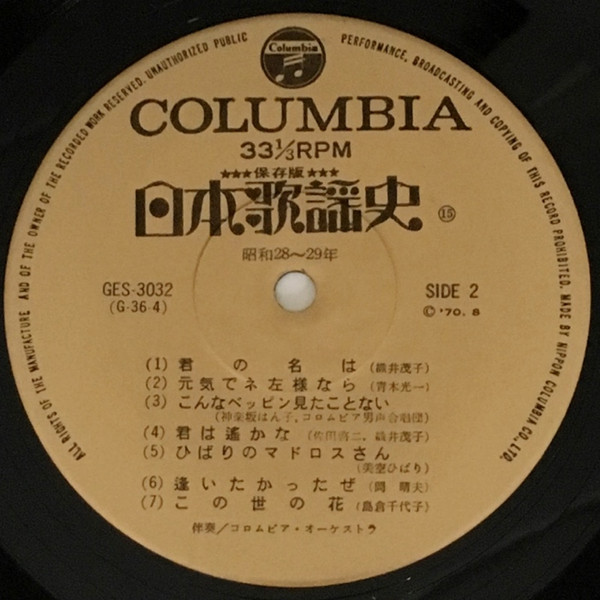 ALL RIGHTS OF THE MANUFACTURE AND OF THE OWNER OF THE RECORDED WORK RESERVED. UNAUTHORIZED PUBLIC PERFORMANCE, BROADCASTING AND COPYING OF THIS RECORD PROHIBITED. MADE BY NIPPON COLUMBIA CO., LTD.
Columbia
COLUMBIA
33⅓RPM
★★★保存版★★★
日本歌謡史 ⑮
昭和28〜29年
GES-3032 SIDE 2
(G-36-4) ©'70.8
(1) 君の名は (織井茂子)
(2) 元気でネ左様なら (青木光一)
(3) こんなベッピン見たことない
(神楽坂はん子、コロムビア男声合唱団)
(4) 君は遙かな (佐田啓二、織井茂子)
(5) ひばりのマドロスさん
(美空ひばり)
(6) 逢いたかったぜ (岡晴夫)
(7) この世の花 (島倉千代子)
伴奏/コロムビア・オーケストラ